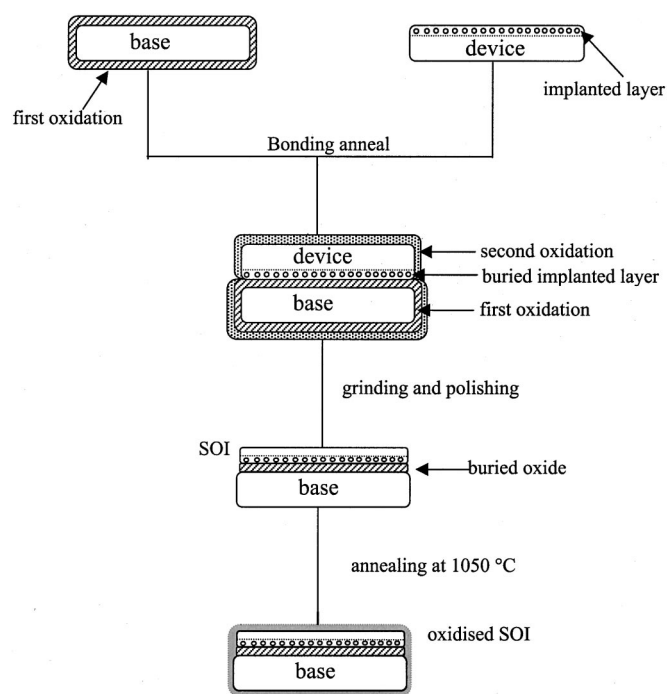 base
device
implanted layer
first oxidation
Bonding anneal
device
second oxidation
buried implanted layer
base
first oxidation
grinding and polishing
SOI
buried oxide
base
annealing at 1050 °C
oxidised SOI
base